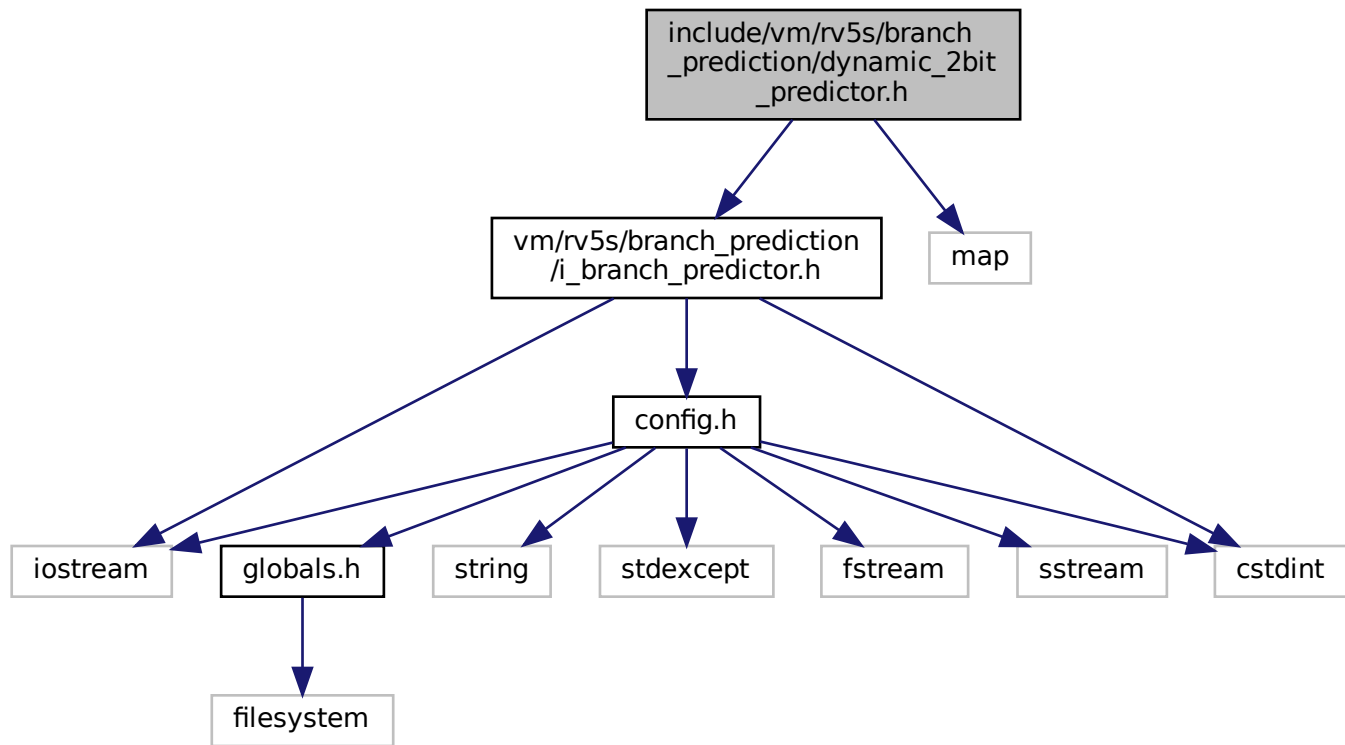 include/vm/rv5s/branch
_prediction/dynamic_2bit
_predictor.h
vm/rv5s/branch_prediction
/i_branch_predictor.h
map
config.h
iostream
globals.h
string
stdexcept
fstream
sstream
cstdint
filesystem